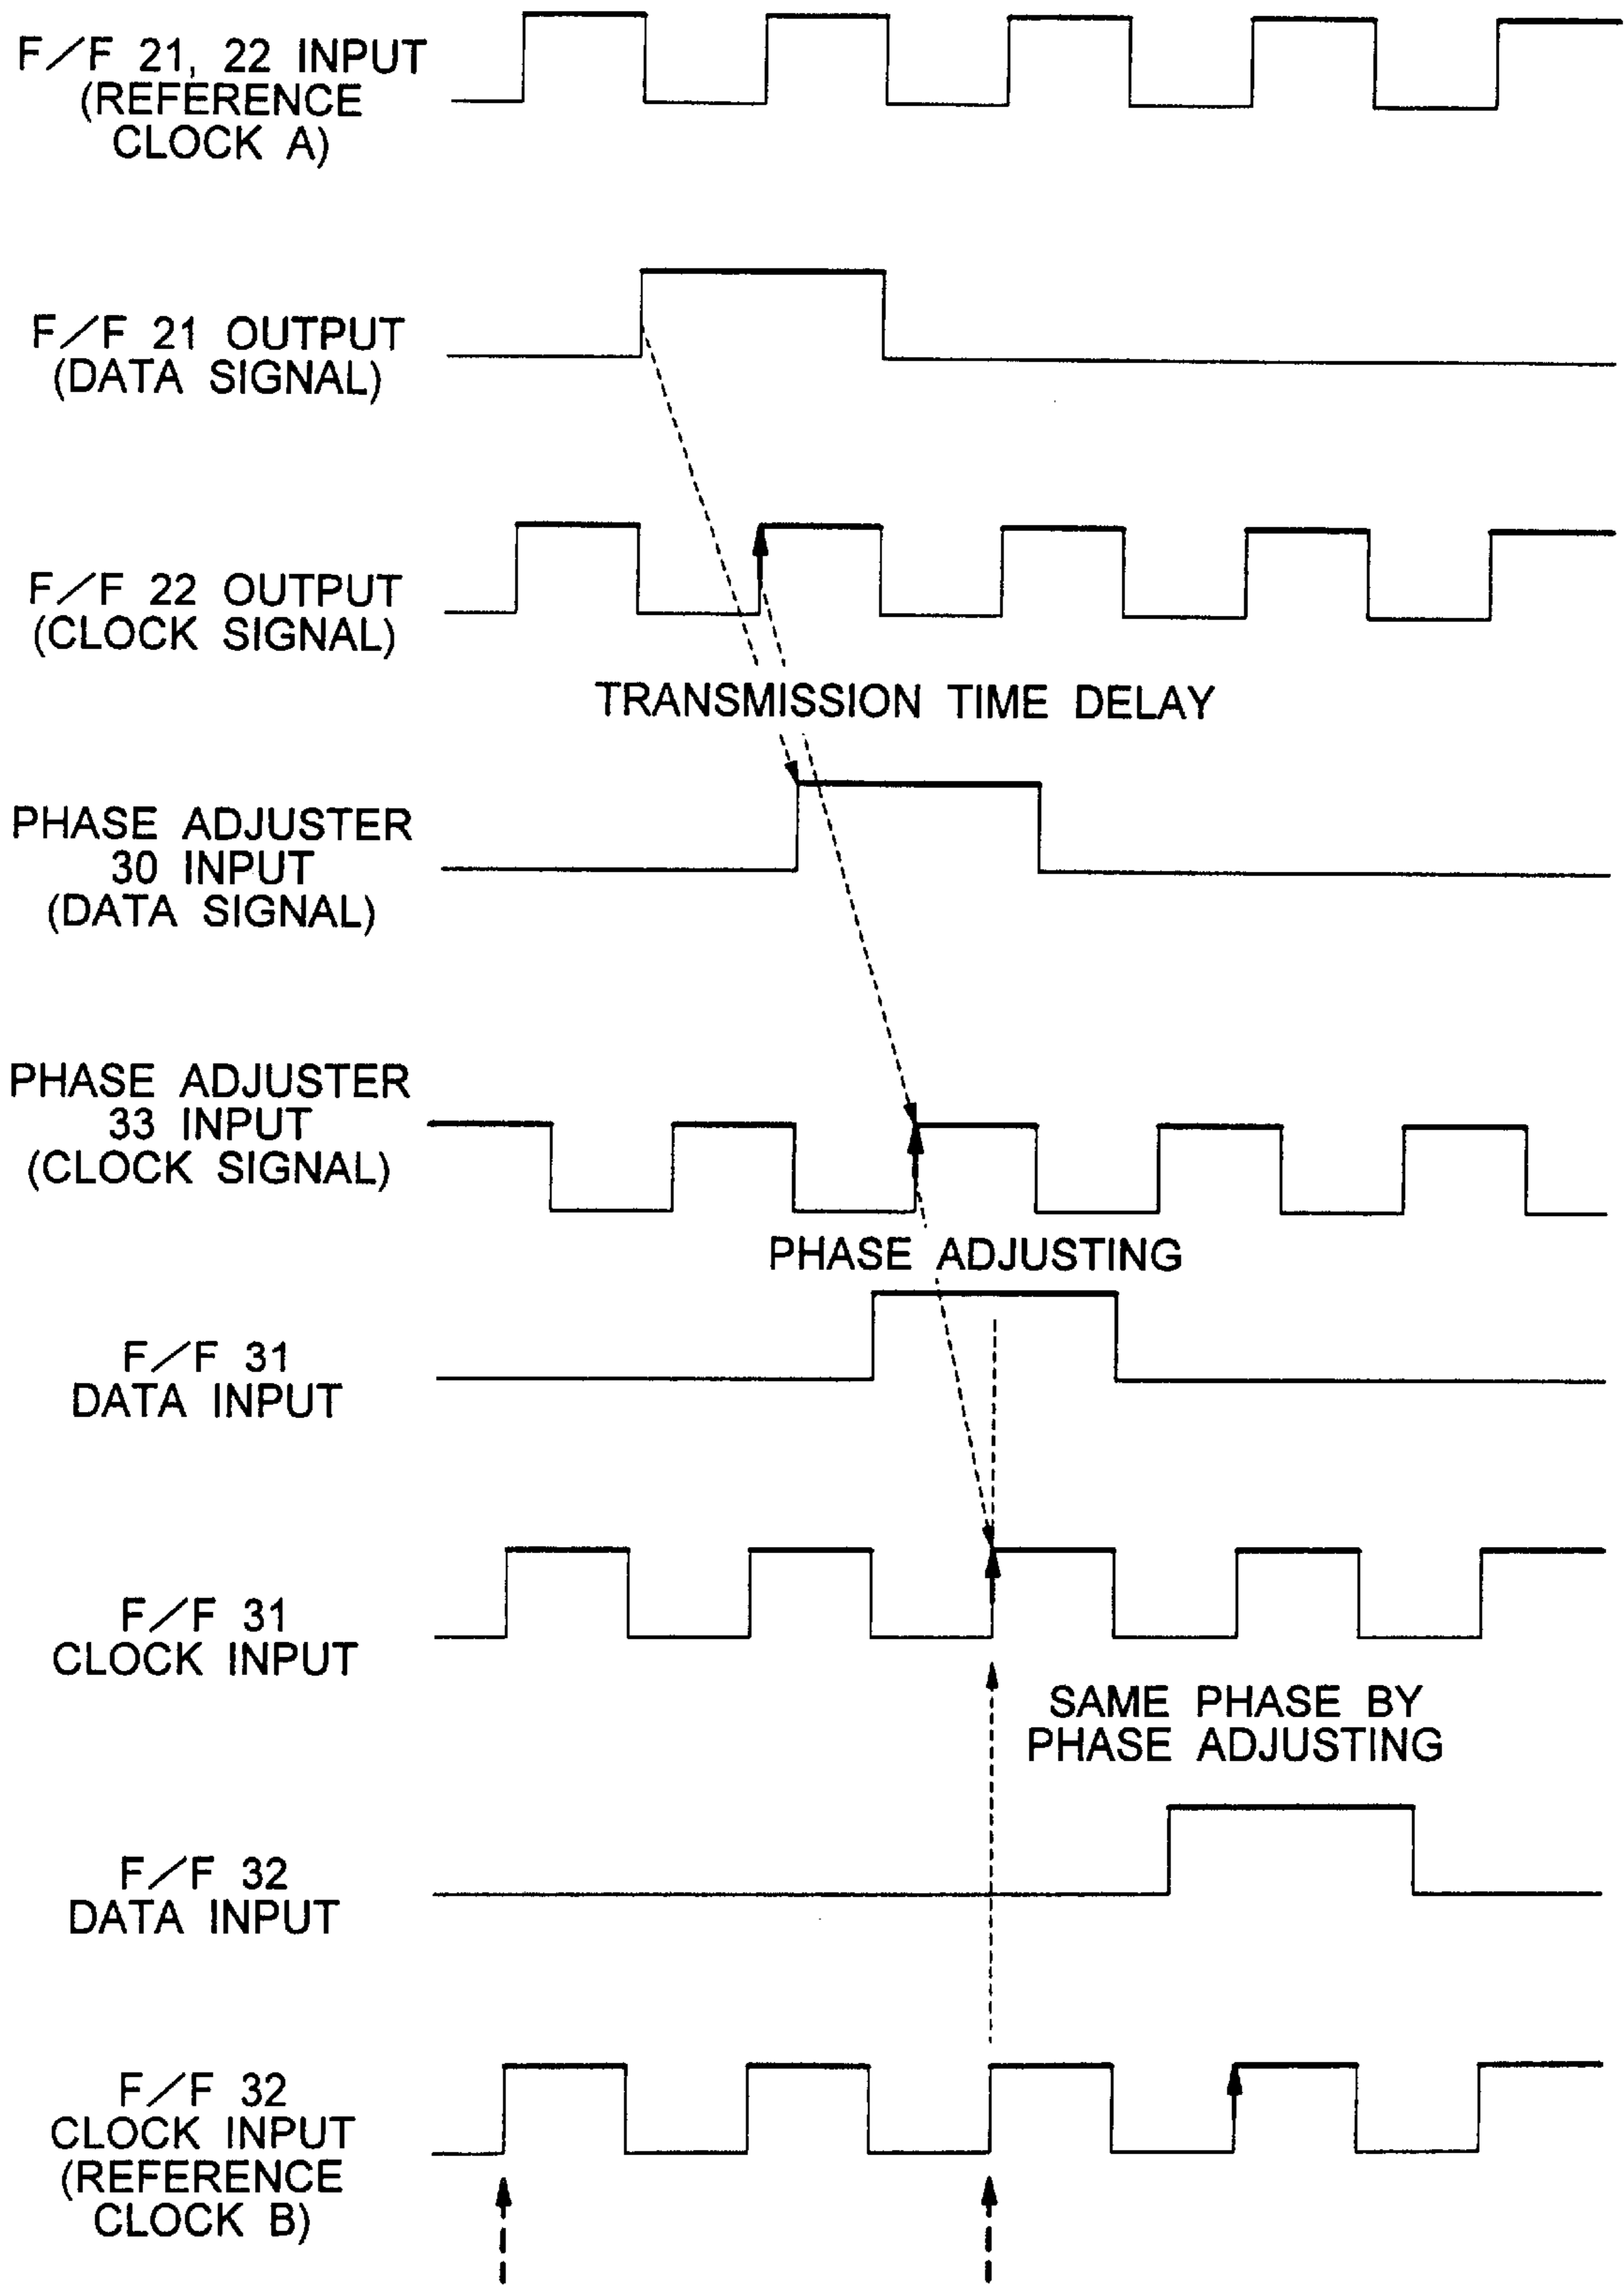 F/F 21, 22 INPUT
(REFERENCE
CLOCK A)
F/F 21 OUTPUT
(DATA SIGNAL)
F/F 22 OUTPUT
(CLOCK SIGNAL)
TRANSMISSION TIME DELAY
PHASE ADJUSTER
30 INPUT
(DATA SIGNAL)
PHASE ADJUSTER
33 INPUT
(CLOCK SIGNAL)
PHASE ADJUSTING
F/F 31
DATA INPUT
F/F 31
CLOCK INPUT
SAME PHASE BY
PHASE ADJUSTING
F/F 32
DATA INPUT
F/F 32
CLOCK INPUT
(REFERENCE
CLOCK B)